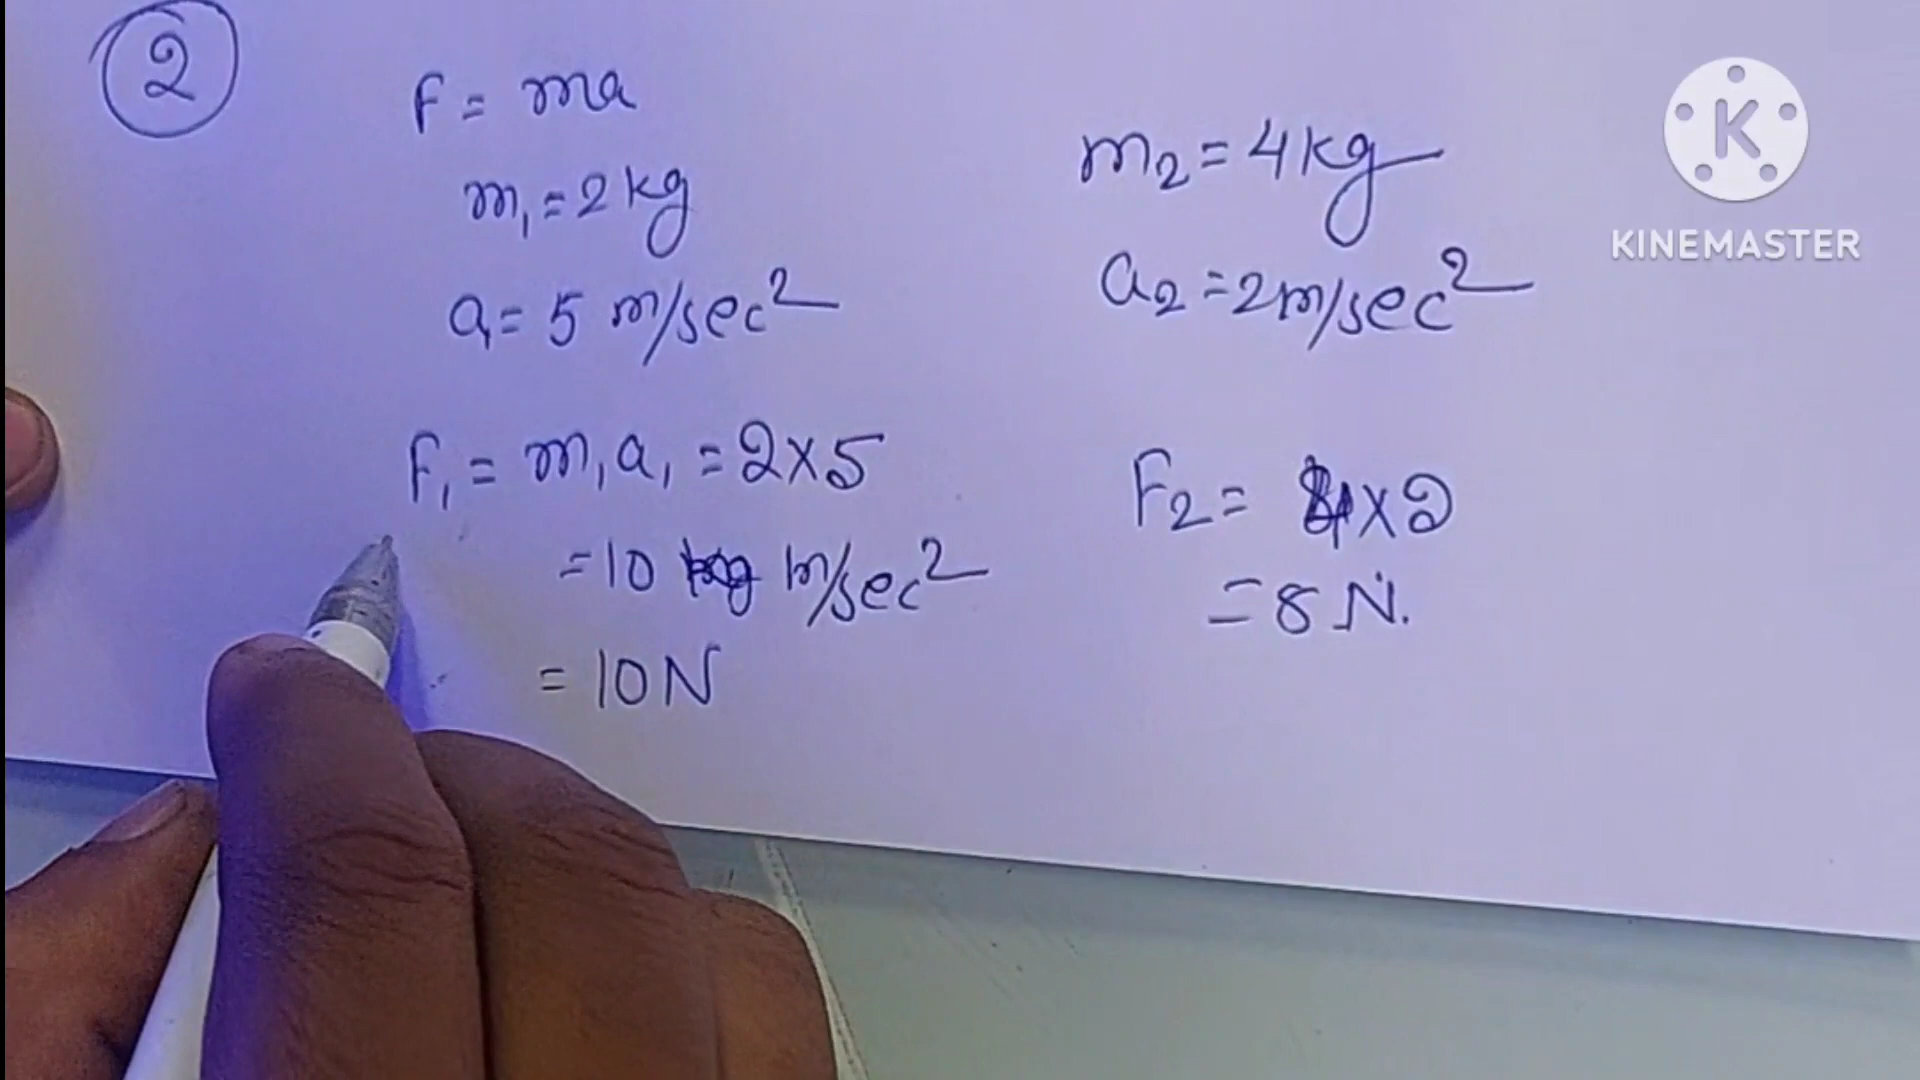 2
F = ma
m₁ = 2 kg
a₁ = 5 m/sec²
F₁ = m₁a₁ = 2×5
= 10 m/sec²
= 10 N
m₂ = 4 kg
a₂ = 2 m/sec²
F₂ = 4×2
= 8 N.
K
KINEMASTER